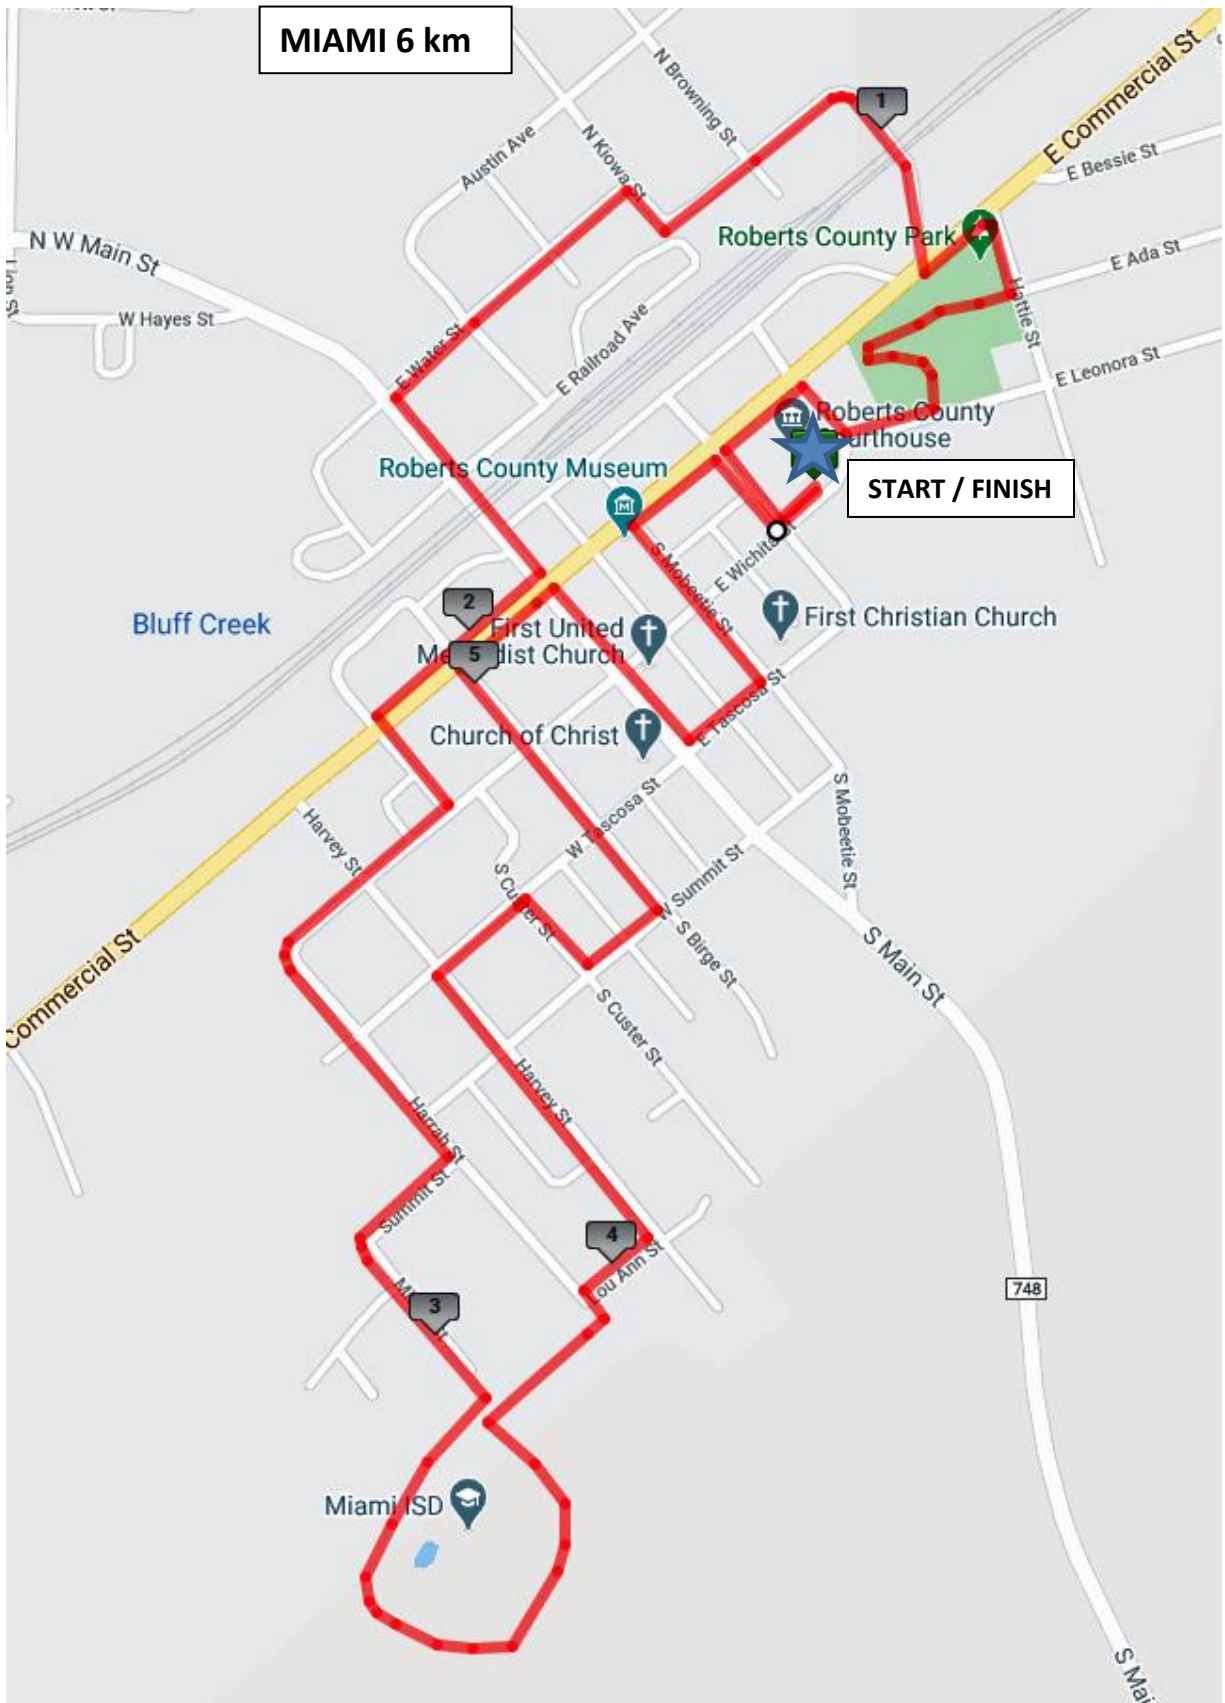 MIAMI 6 km
N Browning St
1
E Commercial St
Austin Ave
N Kiowa St
E Bessie St
Roberts County Park
N W Main St
E Ada St
Hattie St
W Hayes St
E Water St
E Railroad Ave
E Leonora St
Roberts County
Roberts County Museum
START / FINISH
S Mobeetie St
E Wichita St
2
First United
First Christian Church
Bluff Creek
5
Church of Christ
E Tascosa St
S Mobeetie St
Harvey St
W Tascosa St
W Summit St
S Custer St
S Birge St
S Main St
Commercial St
S Custer St
Harvey St
Harrah St
Summit St
4
Lou Ann St
3
748
Miami ISD